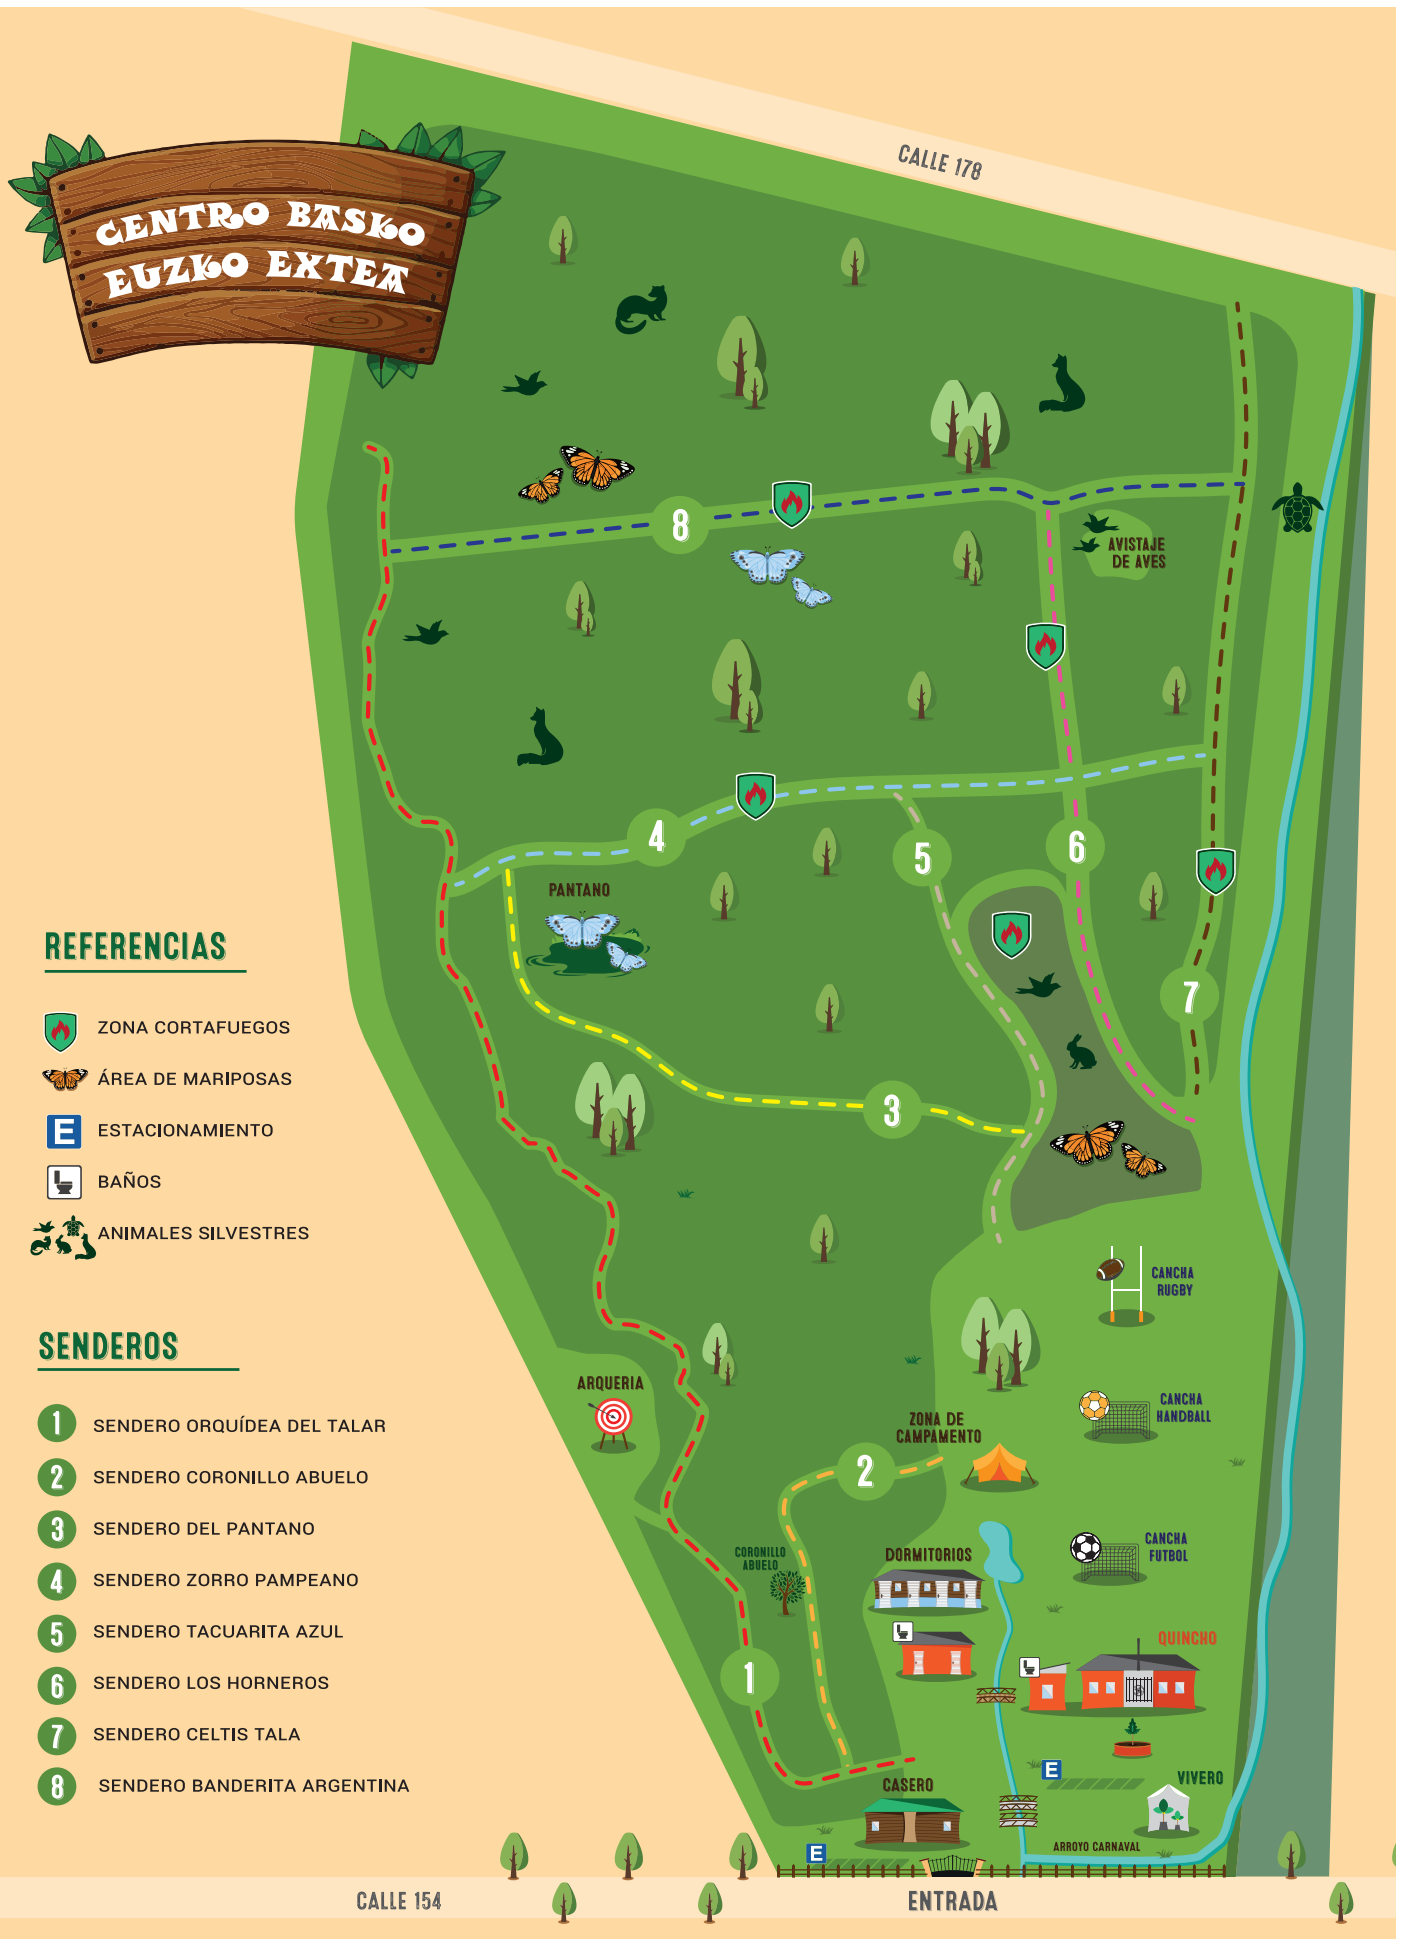 CALLE 178
CENTRO BASKO
EUZKO EXTEA
8
AVISTAJE
DE AVES
4
5
6
PANTANO
7
3
REFERENCIAS
ZONA CORTAFUEGOS
ÁREA DE MARIPOSAS
E
ESTACIONAMIENTO
BAÑOS
ANIMALES SILVESTRES
CANCHA
RUGBY
SENDEROS
1
SENDERO ORQUÍDEA DEL TALAR
2
SENDERO CORONILLO ABUELO
3
SENDERO DEL PANTANO
4
SENDERO ZORRO PAMPEANO
5
SENDERO TACUARITA AZUL
6
SENDERO LOS HORNEROS
7
SENDERO CELTIS TALA
8
SENDERO BANDERITA ARGENTINA
ARQUERIA
ZONA DE
CAMPAMENTO
CANCHA
HANDBALL
2
CORONILLO
ABUELO
DORMITORIOS
CANCHA
FUTBOL
QUINCHO
1
E
CASERO
VIVERO
E
ARROYO CARNAVAL
CALLE 154
ENTRADA